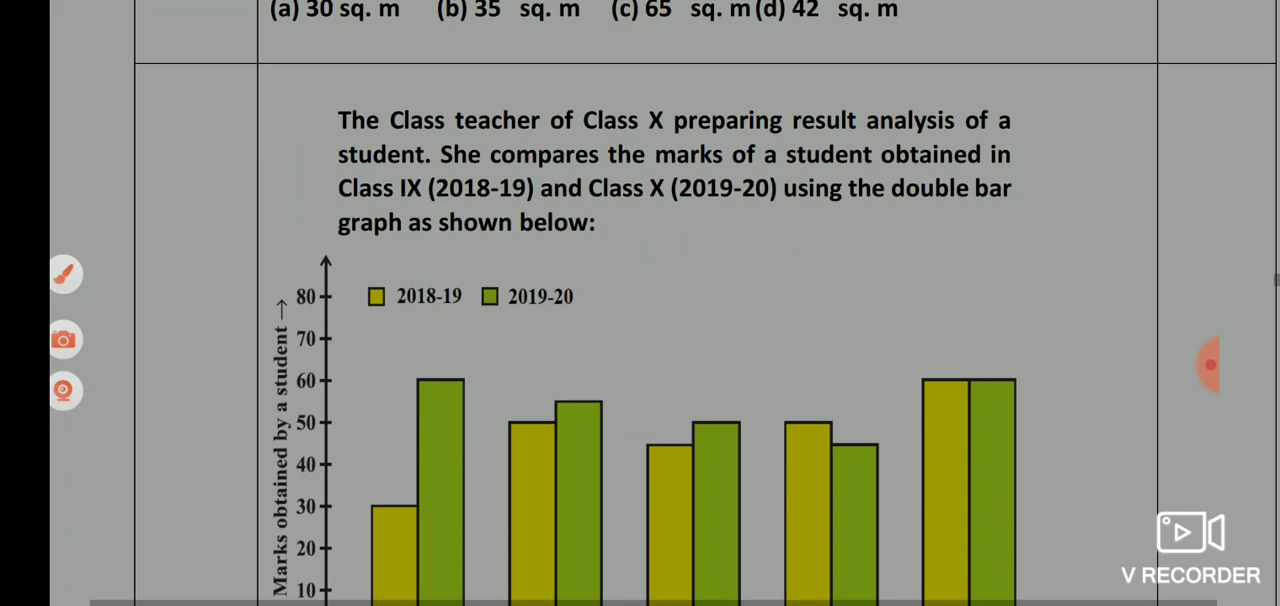 (a) 30 sq. m (b) 35 sq. m (c) 65 sq. m (d) 42 sq. m
The Class teacher of Class X preparing result analysis of a
student. She compares the marks of a student obtained in
Class IX (2018-19) and Class X (2019-20) using the double bar
graph as shown below:
2018-19 2019-20
Marks obtained by a student →
80
70
60
50
40
30
20
10
V RECORDER